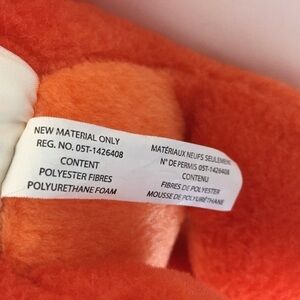 NEW MATERIAL ONLY
REG. NO. 05T-1426408
CONTENT
POLYESTER FIBRES
POLYURETHANE FOAM
MATÉRIAUX NEUFS SEULEMENT
N° DE PERMIS 05T-1426408
CONTENU
FIBRES DE POLYESTER
MOUSSE DE POLYURÉTHANE